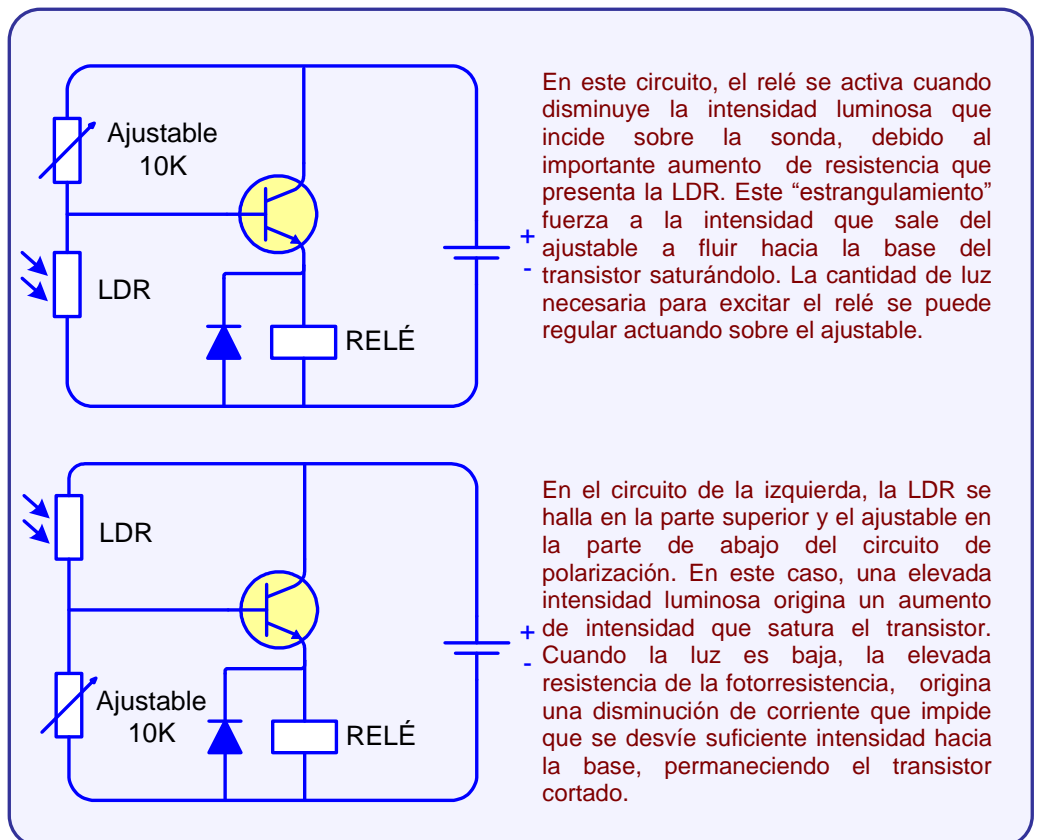 Ajustable
10K
LDR
RELÉ
+
-
En este circuito, el relé se activa cuando
disminuye la intensidad luminosa que
incide sobre la sonda, debido al
importante aumento de resistencia que
presenta la LDR. Este “estrangulamiento”
fuerza a la intensidad que sale del
ajustable a fluir hacia la base del
transistor saturándolo. La cantidad de luz
necesaria para excitar el relé se puede
regular actuando sobre el ajustable.
LDR
Ajustable
10K
RELÉ
+
-
En el circuito de la izquierda, la LDR se
halla en la parte superior y el ajustable en
la parte de abajo del circuito de
polarización. En este caso, una elevada
intensidad luminosa origina un aumento
de intensidad que satura el transistor.
Cuando la luz es baja, la elevada
resistencia de la fotorresistencia, origina
una disminución de corriente que impide
que se desvíe suficiente intensidad hacia
la base, permaneciendo el transistor
cortado.